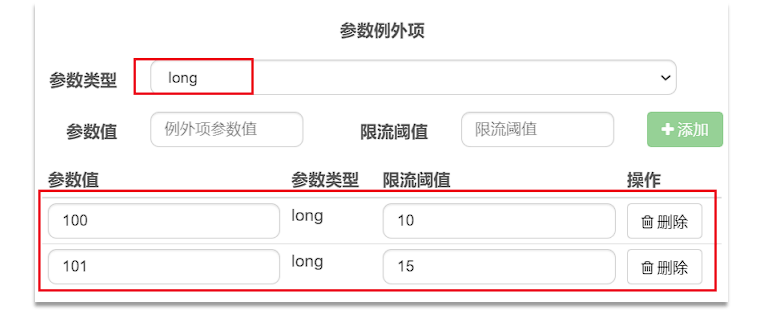 参数例外项
参数类型 long
参数值 例外项参数值 限流阈值 限流阈值 添加
参数值 参数类型 限流阈值 操作
100 long 10 删除
101 long 15 删除